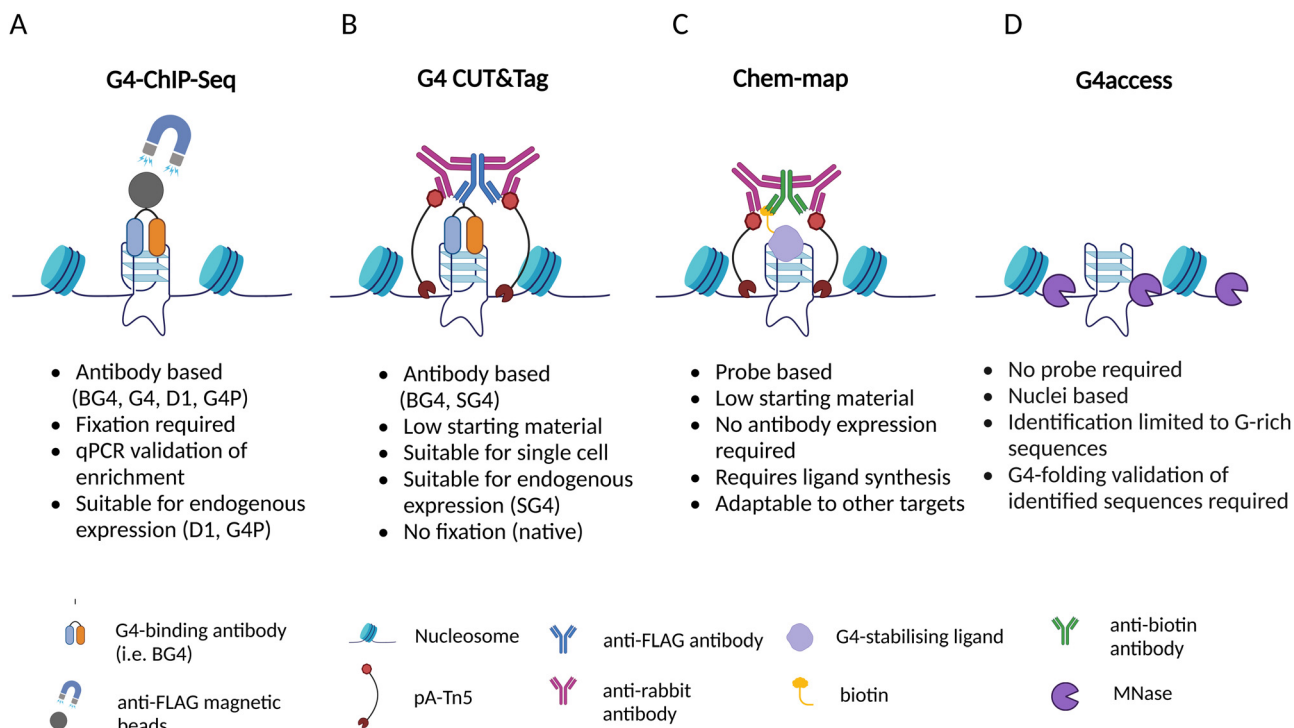 A
B
C
D
G4-ChIP-Seq
G4 CUT&Tag
Chem-map
G4access
• Antibody based
(BG4, G4, D1, G4P)
• Fixation required
• qPCR validation of
enrichment
• Suitable for endogenous
expression (D1, G4P)
• Antibody based
(BG4, SG4)
• Low starting material
• Suitable for single cell
• Suitable for endogenous
expression (SG4)
• No fixation (native)
• Probe based
• Low starting material
• No antibody expression
required
• Requires ligand synthesis
• Adaptable to other targets
• No probe required
• Nuclei based
• Identification limited to G-rich
sequences
• G4-folding validation of
identified sequences required
G4-binding antibody
(i.e. BG4)
anti-FLAG magnetic
beads
Nucleosome
pA-Tn5
anti-FLAG antibody
anti-rabbit
antibody
G4-stabilising ligand
biotin
anti-biotin
antibody
MNase